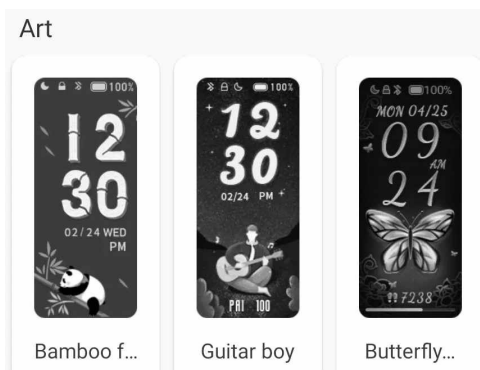 Art
100%
12
30
02/24 WED
PM
100%
12
30
02/24 PM
PAI 100
100%
MON 04/25
09
AM
24
7238
Bamboo f...
Guitar boy
Butterfly...